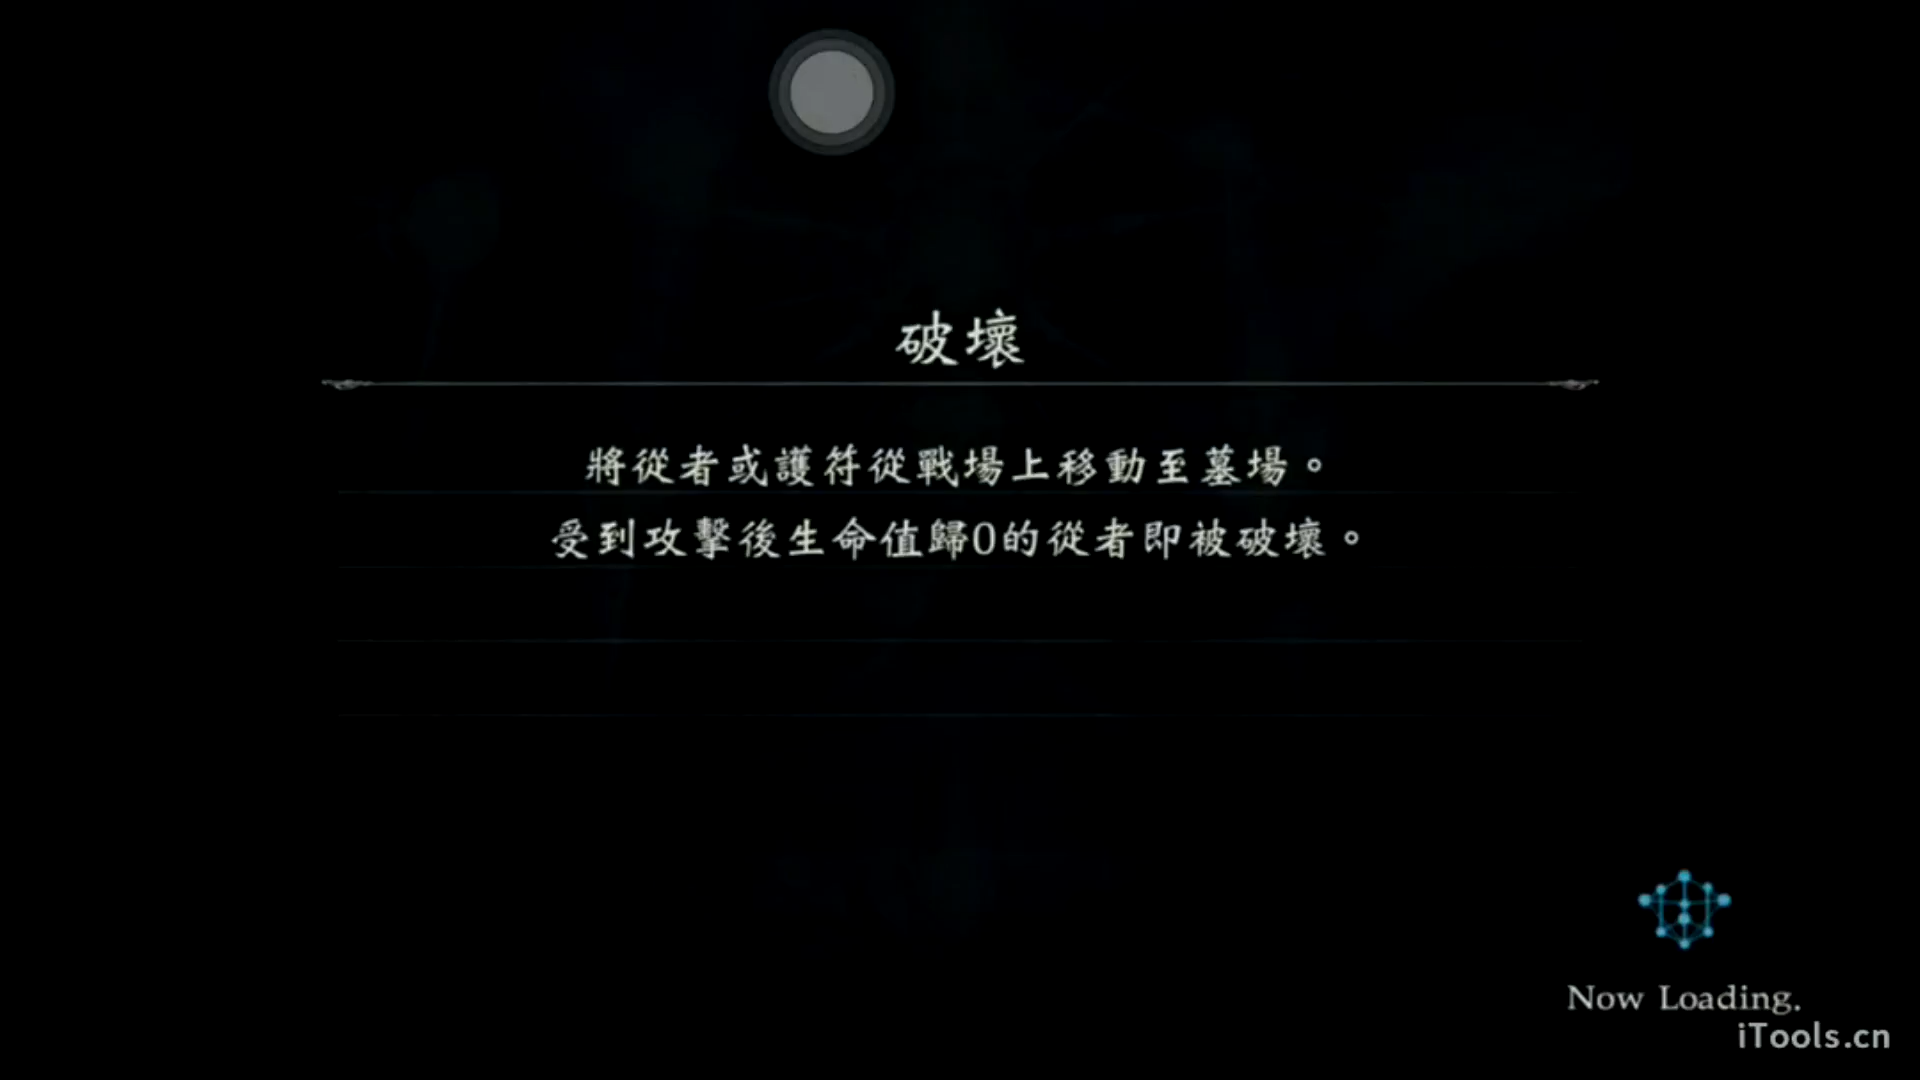 破壞
將從者或護符從戰場上移動至墓場。
受到攻擊後生命值歸0的從者即被破壞。
Now Loading.
iTools.cn